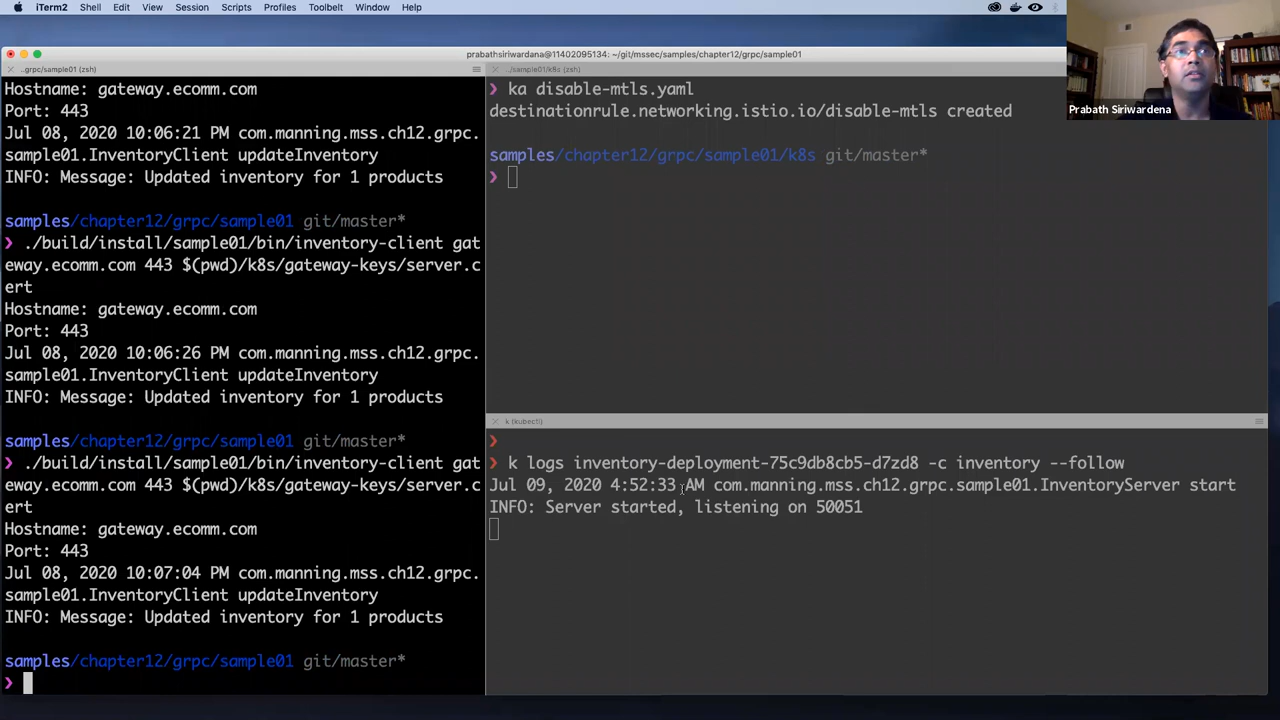 iTerm2 Shell Edit View Session Scripts Profiles Toolbelt Window Help
prabathsiriwardana@11402095134: ~/git/mssec/samples/chapter12/grpc/sample01
..grpc/sample01 (zsh)
Hostname: gateway.ecomm.com
Port: 443
Jul 08, 2020 10:06:21 PM com.manning.mss.ch12.grpc.
sample01.InventoryClient updateInventory
INFO: Message: Updated inventory for 1 products
samples/chapter12/grpc/sample01 git/master*
❯ ./build/install/sample01/bin/inventory-client gat
eway.ecomm.com 443 $(pwd)/k8s/gateway-keys/server.c
ert
Hostname: gateway.ecomm.com
Port: 443
Jul 08, 2020 10:06:26 PM com.manning.mss.ch12.grpc.
sample01.InventoryClient updateInventory
INFO: Message: Updated inventory for 1 products
samples/chapter12/grpc/sample01 git/master*
❯ ./build/install/sample01/bin/inventory-client gat
eway.ecomm.com 443 $(pwd)/k8s/gateway-keys/server.c
ert
Hostname: gateway.ecomm.com
Port: 443
Jul 08, 2020 10:07:04 PM com.manning.mss.ch12.grpc.
sample01.InventoryClient updateInventory
INFO: Message: Updated inventory for 1 products
samples/chapter12/grpc/sample01 git/master*
❯
../sample01/k8s (zsh)
❯ ka disable-mtls.yaml
destinationrule.networking.istio.io/disable-mtls created
samples/chapter12/grpc/sample01/k8s git/master*
❯
k (kubectl)
❯
❯ k logs inventory-deployment-75c9db8cb5-d7zd8 -c inventory --follow
Jul 09, 2020 4:52:33 AM com.manning.mss.ch12.grpc.sample01.InventoryServer start
INFO: Server started, listening on 50051
Prabath Siriwardena